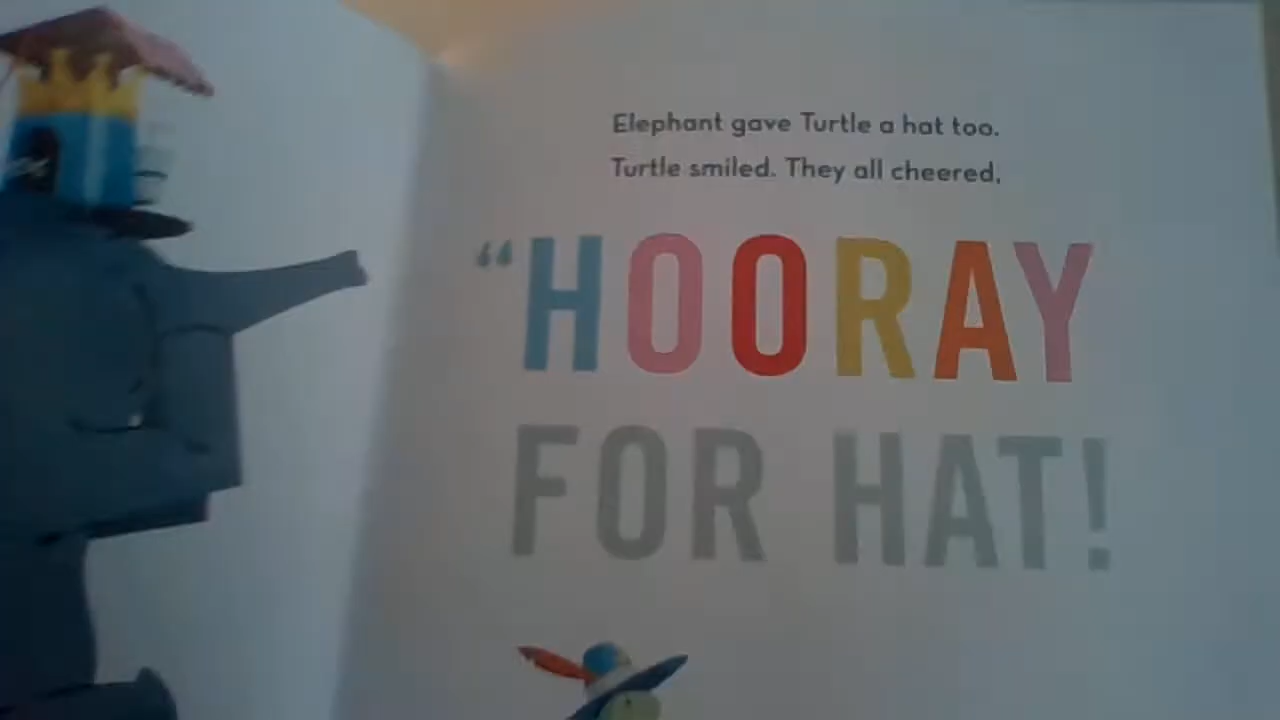 Elephant gave Turtle a hat too.
Turtle smiled. They all cheered,
“HOORAY
FOR HAT!